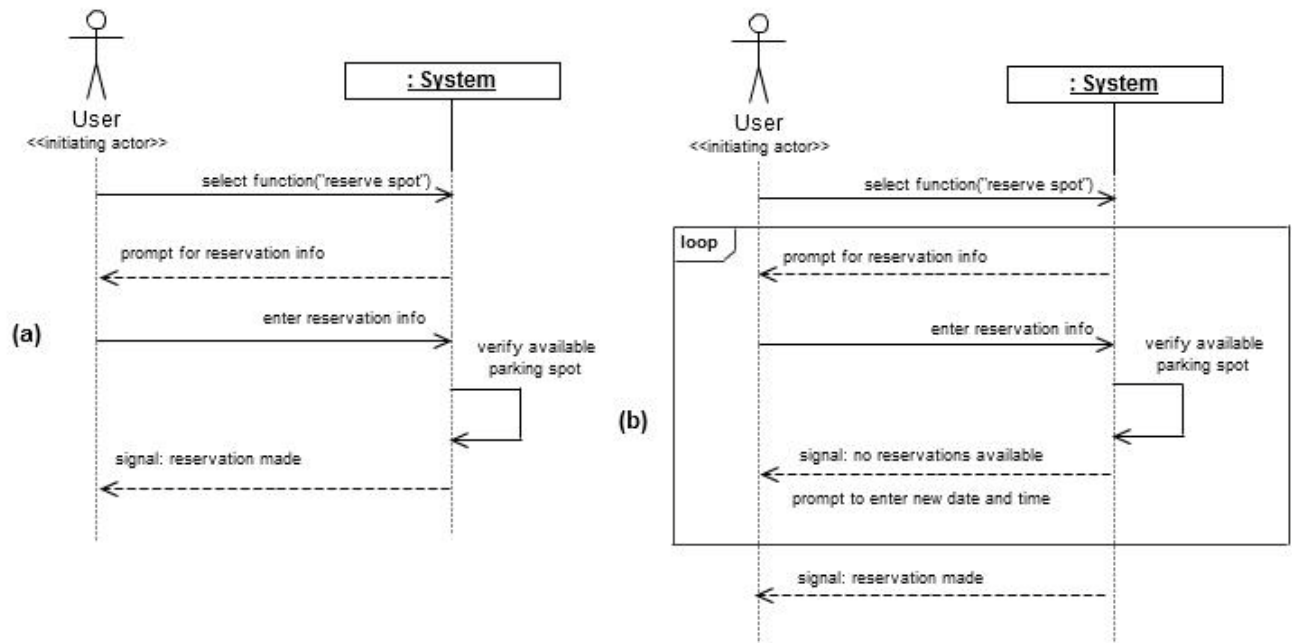 : System
User
<<initiating actor>>
select function("reserve spot")
prompt for reservation info
enter reservation info
(a)
verify available
parking spot
signal: reservation made
: System
User
<<initiating actor>>
select function("reserve spot")
loop
prompt for reservation info
enter reservation info
verify available
parking spot
(b)
signal: no reservations available
prompt to enter new date and time
signal: reservation made